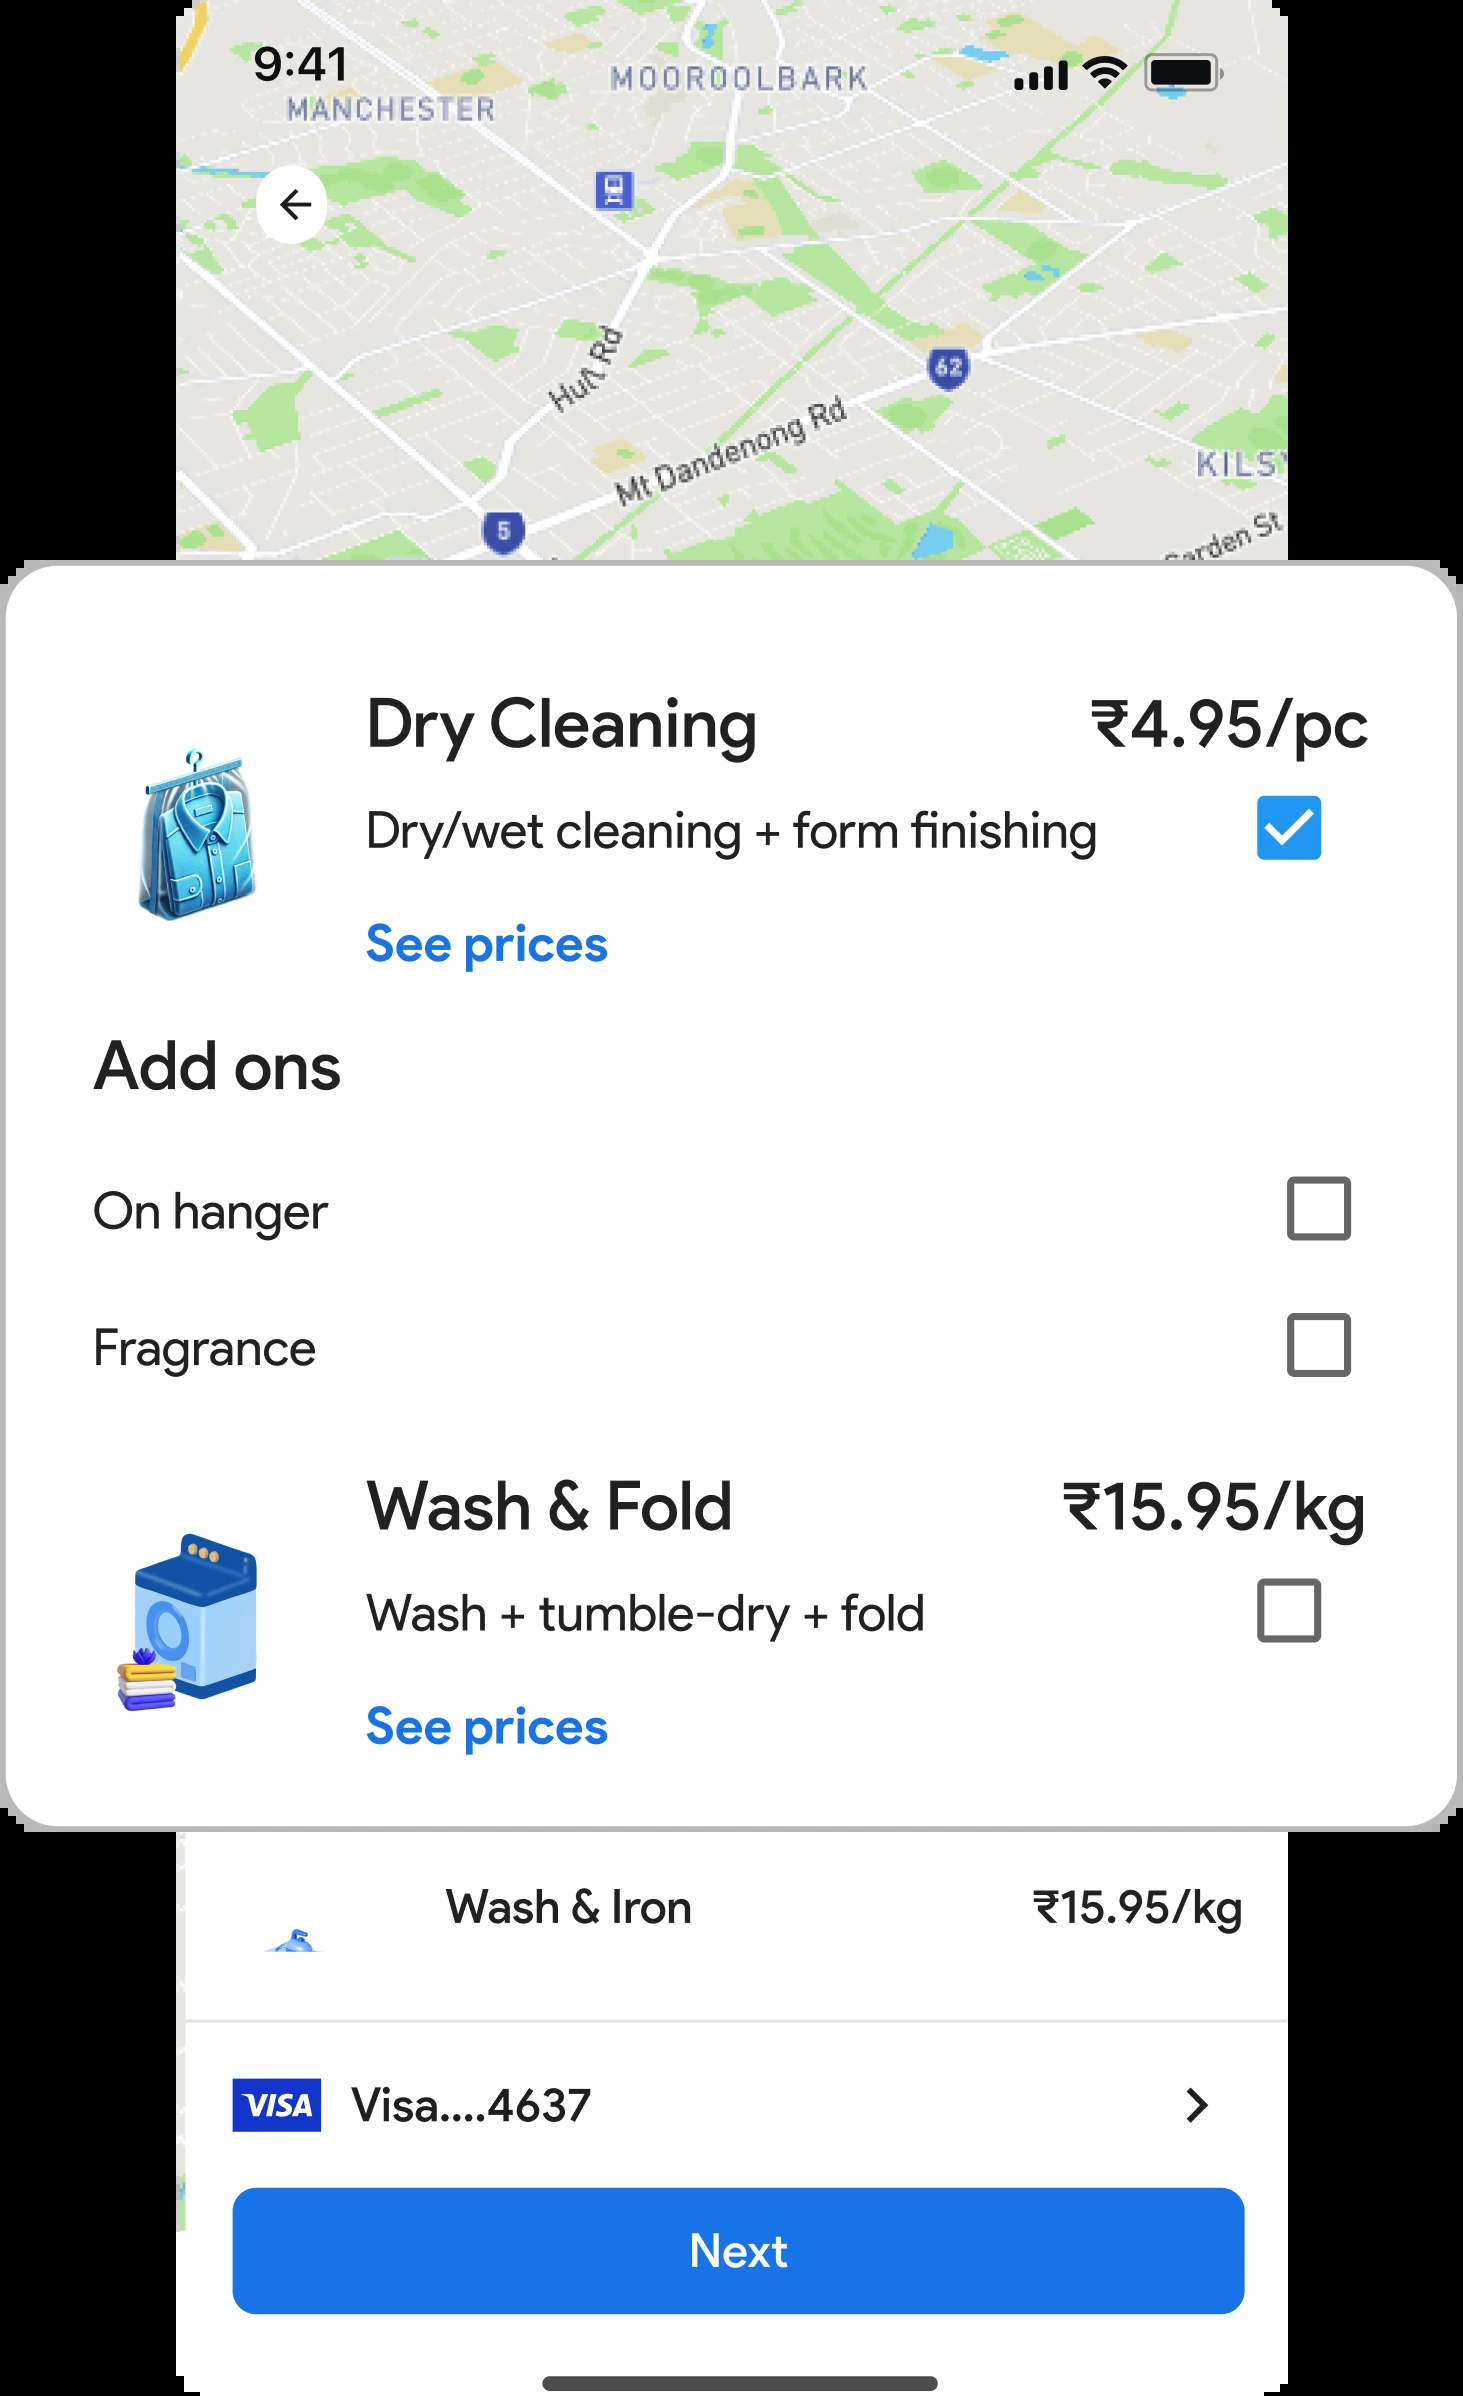 9:41
MOOROOLBARK
MANCHESTER
Hunt Rd
62
Mt Dandenong Rd
KILSY
5
Garden St
Dry Cleaning ₹4.95/pc
Dry/wet cleaning + form finishing
See prices
Add ons
On hanger
Fragrance
Wash & Fold ₹15.95/kg
Wash + tumble-dry + fold
See prices
Wash & Iron ₹15.95/kg
VISA Visa....4637
Next